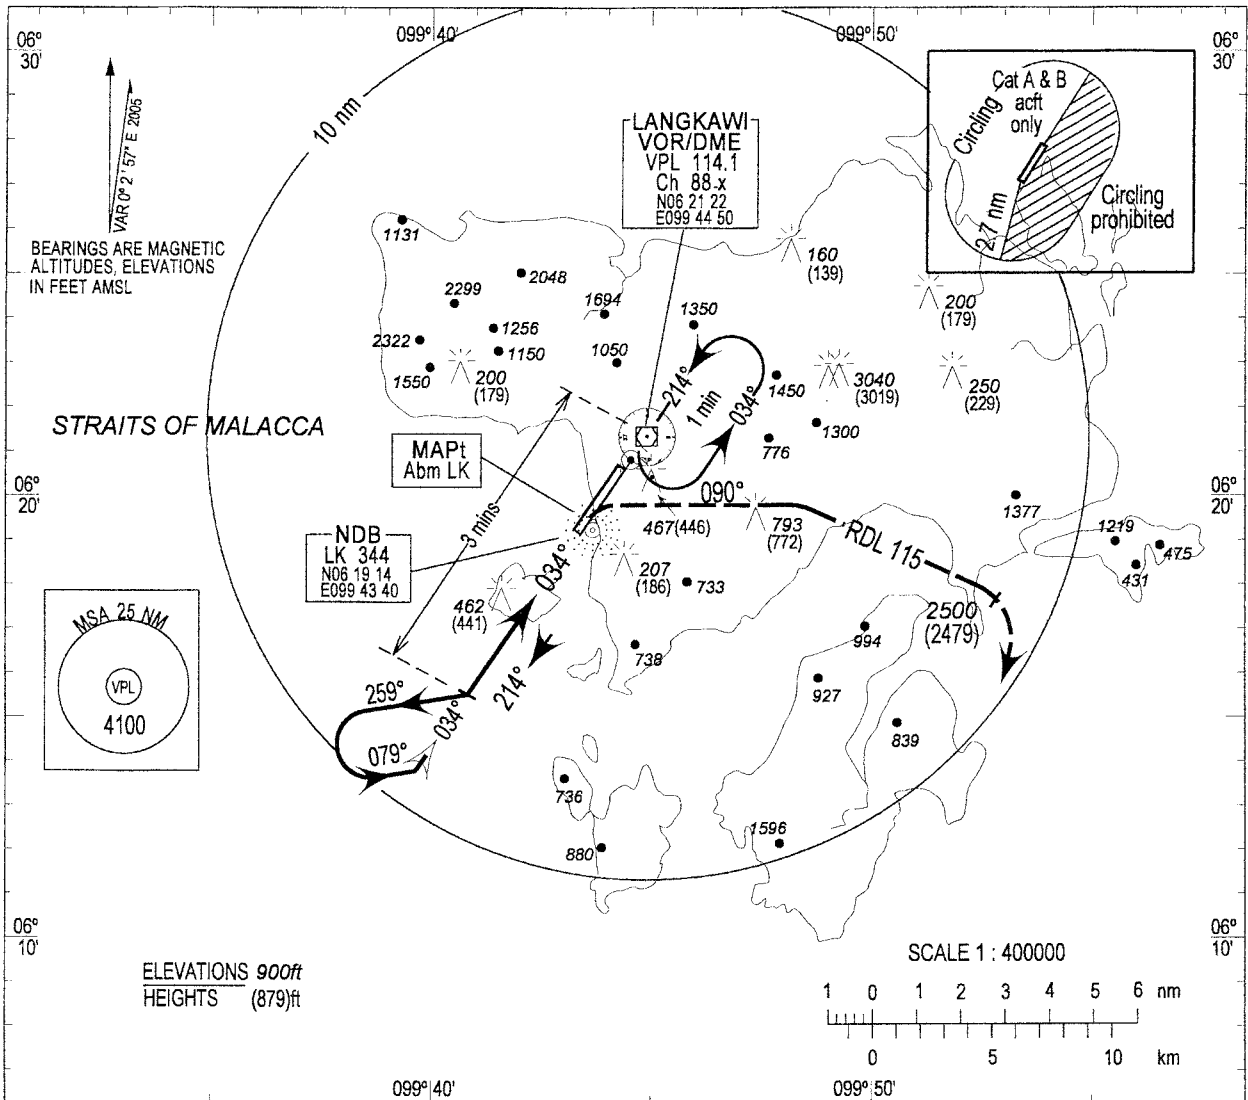 099° 40'
099° 50'
06° 30'
06° 30'
VAR 0° 2' 57" E 2005
BEARINGS ARE MAGNETIC
ALTITUDES, ELEVATIONS
IN FEET AMSL
10 nm
LANGKAWI
VOR/DME
VPL 114.1
Ch 88-x
N06 21 22
E099 44 50
Cat A & B
acft
only
Circling
2.7 nm
Circling
prohibited
1131
2048
2299
1256
2322
1150
1550
200
(179)
1694
1050
1350
160
(139)
200
(179)
1450
3040
(3019)
250
(229)
1300
776
214°
1 min
034°
STRAITS OF MALACCA
MAPt
Abm LK
3 mins
06° 20'
06° 20'
090°
467(446)
793
(772)
RDL 115
1377
1219
475
431
NDB
LK 344
N06 19 14
E099 43 40
034°
207
(186)
733
462
(441)
2500
(2479)
994
738
927
839
MSA 25 NM
VPL
4100
259°
034°
214°
079°
736
880
1596
06° 10'
06° 10'
ELEVATIONS 900ft
HEIGHTS (879)ft
SCALE 1 : 400000
1 0 1 2 3 4 5 6 nm
0 5 10 km
099° 40'
099° 50'